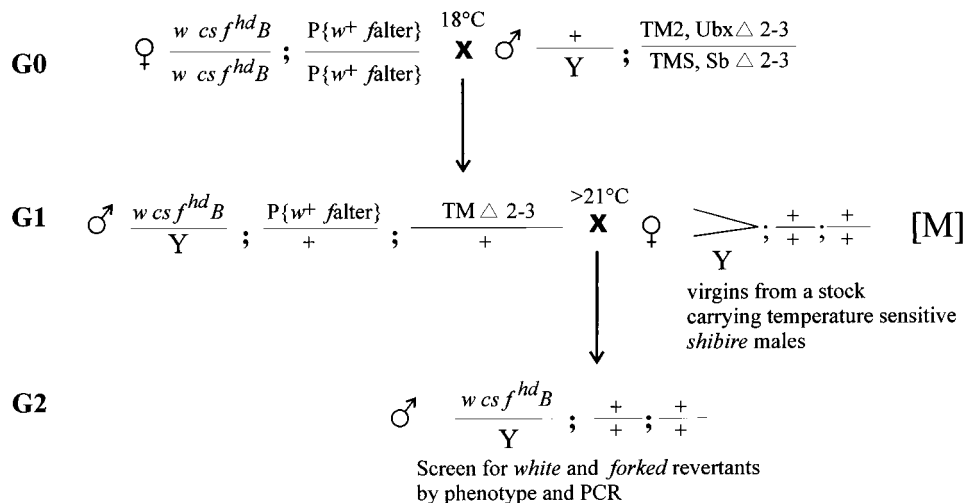 18°C
G0 ♀ w cs f^hd B / w cs f^hd B ; P{w+ falter} / P{w+ falter} X ♂ + / Y ; TM2, Ubx △ 2-3 / TMS, Sb △ 2-3
>21°C
G1 ♂ w cs f^hd B / Y ; P{w+ falter} / + ; TM △ 2-3 / + X ♀ Y ; + / + ; + / + [M]
virgins from a stock
carrying temperature sensitive
shibire males
G2 ♂ w cs f^hd B / Y ; + / + ; + / +
Screen for white and forked revertants
by phenotype and PCR